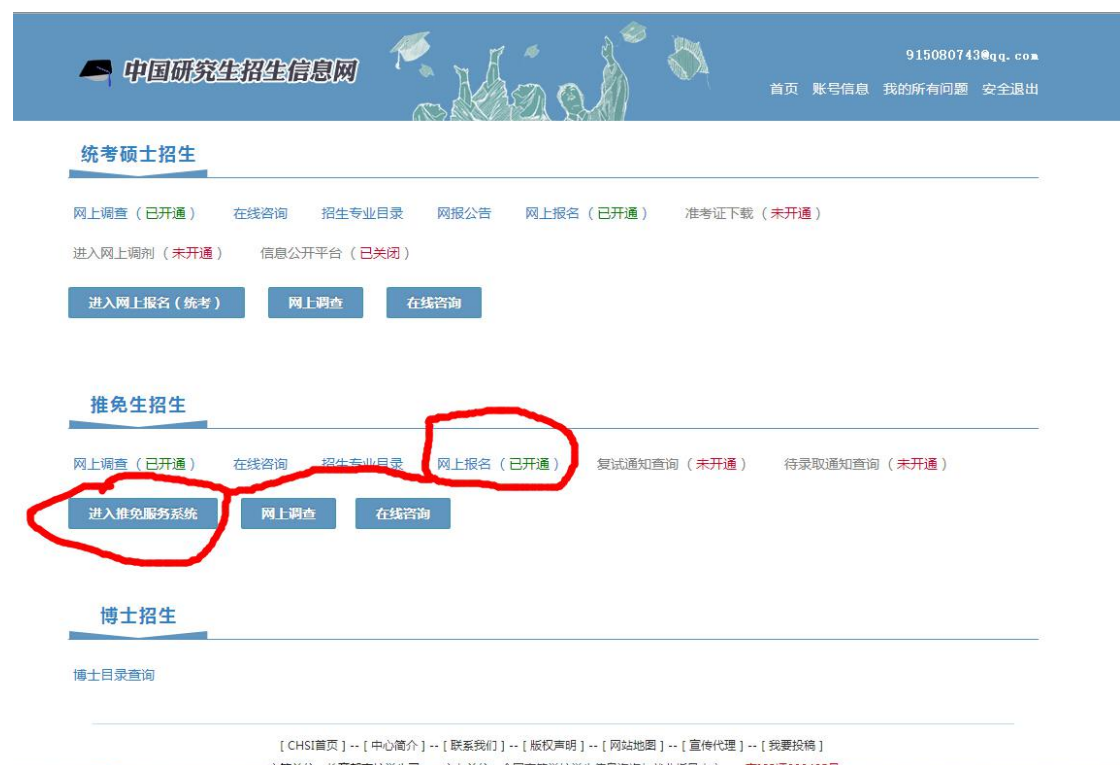 中国研究生招生信息网
915080743@qq.com
首页 账号信息 我的所有问题 安全退出
统考硕士招生
网上调查（已开通） 在线咨询 招生专业目录 网报公告 网上报名（已开通） 准考证下载（未开通）
进入网上调剂（未开通） 信息公开平台（已关闭）
进入网上报名（统考） 网上调查 在线咨询
推免生招生
网上调查（已开通） 在线咨询 招生专业目录 网上报名（已开通） 复试通知查询（未开通） 待录取通知查询（未开通）
进入推免服务系统 网上调查 在线咨询
博士招生
博士目录查询
[ CHSI首页 ] -- [ 中心简介 ] -- [ 联系我们 ] -- [ 版权声明 ] -- [ 网站地图 ] -- [ 宣传代理 ] -- [ 我要投稿 ]